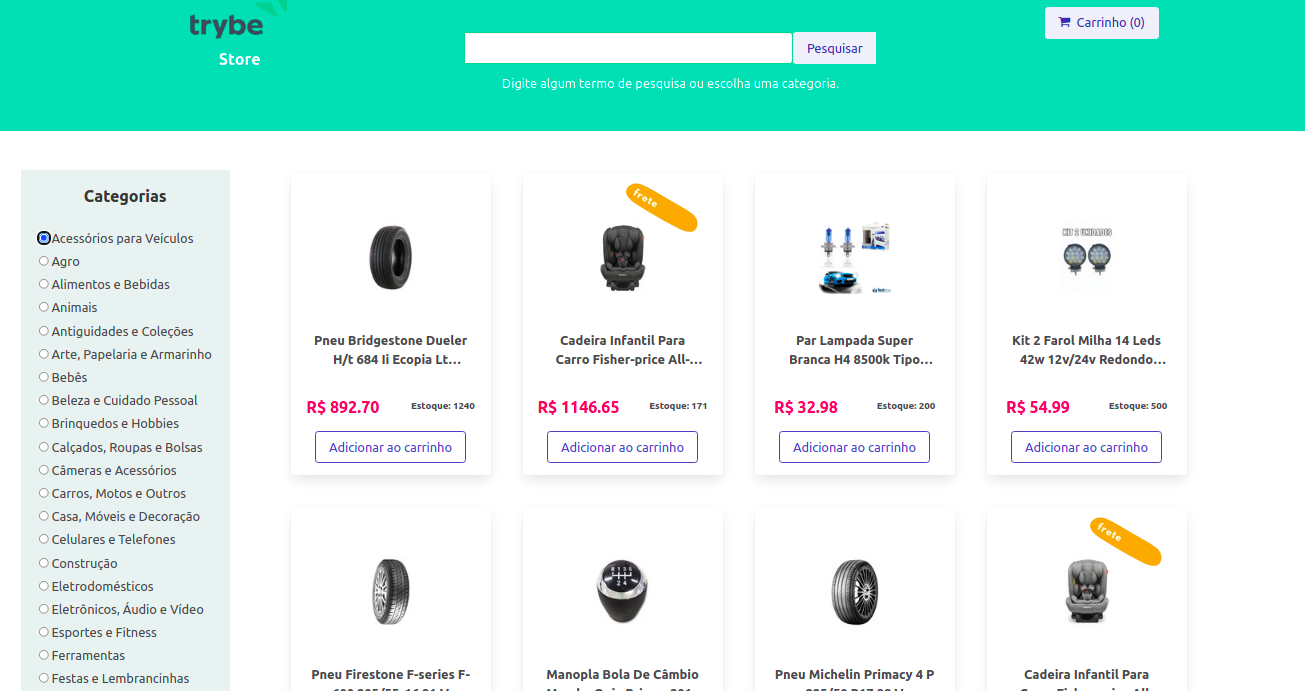 trybe
Store
Pesquisar
Carrinho (0)
Digite algum termo de pesquisa ou escolha uma categoria.
Categorias
Acessórios para Veículos
Agro
Alimentos e Bebidas
Animais
Antiguidades e Coleções
Arte, Papelaria e Armarinho
Bebês
Beleza e Cuidado Pessoal
Brinquedos e Hobbies
Calçados, Roupas e Bolsas
Câmeras e Acessórios
Carros, Motos e Outros
Casa, Móveis e Decoração
Celulares e Telefones
Construção
Eletrodomésticos
Eletrônicos, Áudio e Vídeo
Esportes e Fitness
Ferramentas
Festas e Lembrancinhas
Pneu Bridgestone Dueler
H/t 684 Ii Ecopia Lt...
R$ 892.70
Estoque: 1240
Adicionar ao carrinho
frete
Cadeira Infantil Para
Carro Fisher-price All-...
R$ 1146.65
Estoque: 171
Adicionar ao carrinho
Par Lampada Super
Branca H4 8500k Tipo...
R$ 32.98
Estoque: 200
Adicionar ao carrinho
KIT 2 UNIDADES
Kit 2 Farol Milha 14 Leds
42w 12v/24v Redondo...
R$ 54.99
Estoque: 500
Adicionar ao carrinho
Pneu Firestone F-series F-
R 1 3 5
2 4
Manopla Bola De Câmbio
Pneu Michelin Primacy 4 P
frete
Cadeira Infantil Para